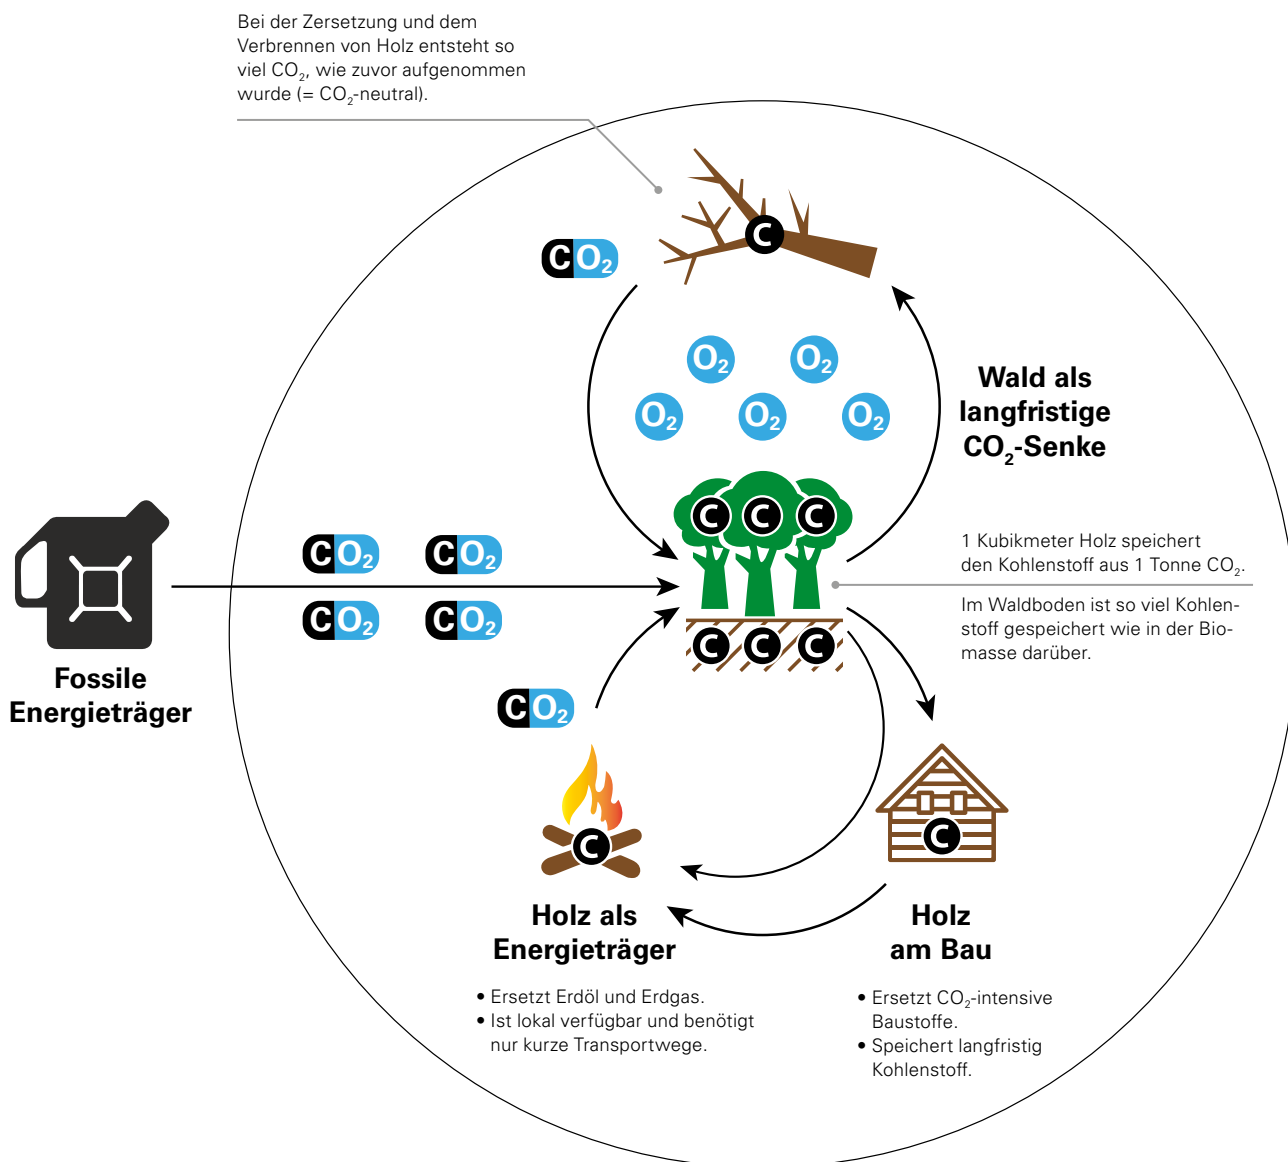 Bei der Zersetzung und dem
Verbrennen von Holz entsteht so
viel CO₂, wie zuvor aufgenommen
wurde (= CO₂-neutral).
C
CO₂
O₂ O₂
O₂ O₂ O₂
Wald als
langfristige
CO₂-Senke
C C C
CO₂ CO₂
CO₂ CO₂
1 Kubikmeter Holz speichert
den Kohlenstoff aus 1 Tonne CO₂.
Im Waldboden ist so viel Kohlen-
stoff gespeichert wie in der Bio-
masse darüber.
C C C
Fossile
Energieträger
CO₂
C
C
Holz als
Energieträger
• Ersetzt Erdöl und Erdgas.
• Ist lokal verfügbar und benötigt
nur kurze Transportwege.
Holz
am Bau
• Ersetzt CO₂-intensive
Baustoffe.
• Speichert langfristig
Kohlenstoff.